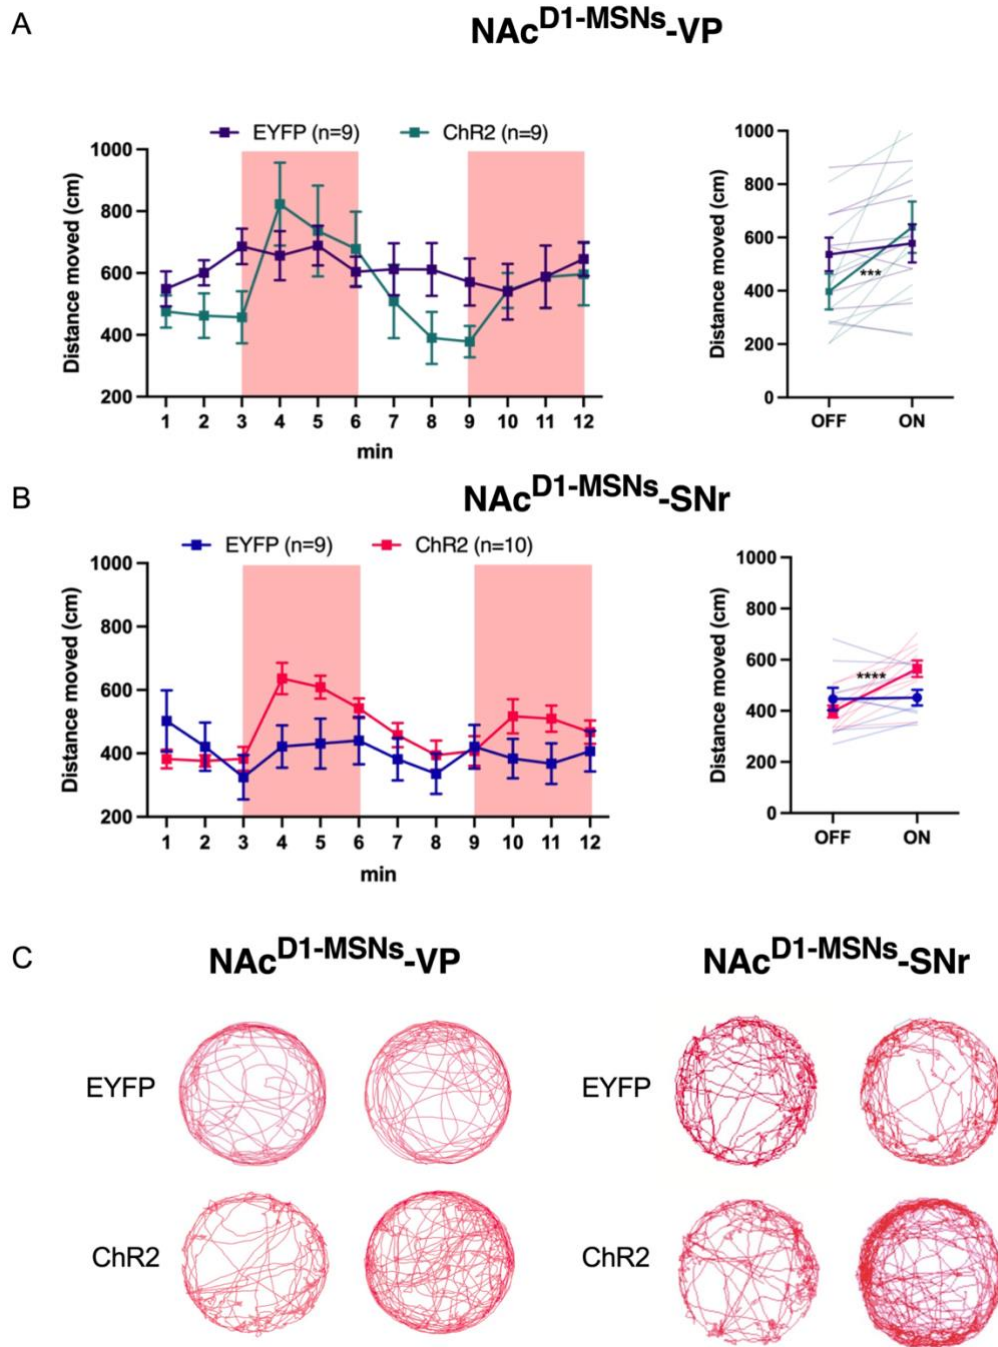 A
NAcD1-MSNs-VP
EYFP (n=9) ChR2 (n=9)
Distance moved (cm)
1000
800
600
400
200
1 2 3 4 5 6 7 8 9 10 11 12
min
Distance moved (cm)
1000
800
600
400
200
0
***
OFF ON
B
NAcD1-MSNs-SNr
EYFP (n=9) ChR2 (n=10)
Distance moved (cm)
1000
800
600
400
200
1 2 3 4 5 6 7 8 9 10 11 12
min
Distance moved (cm)
1000
800
600
400
200
0
****
OFF ON
C
NAcD1-MSNs-VP NAcD1-MSNs-SNr
EYFP EYFP
ChR2 ChR2